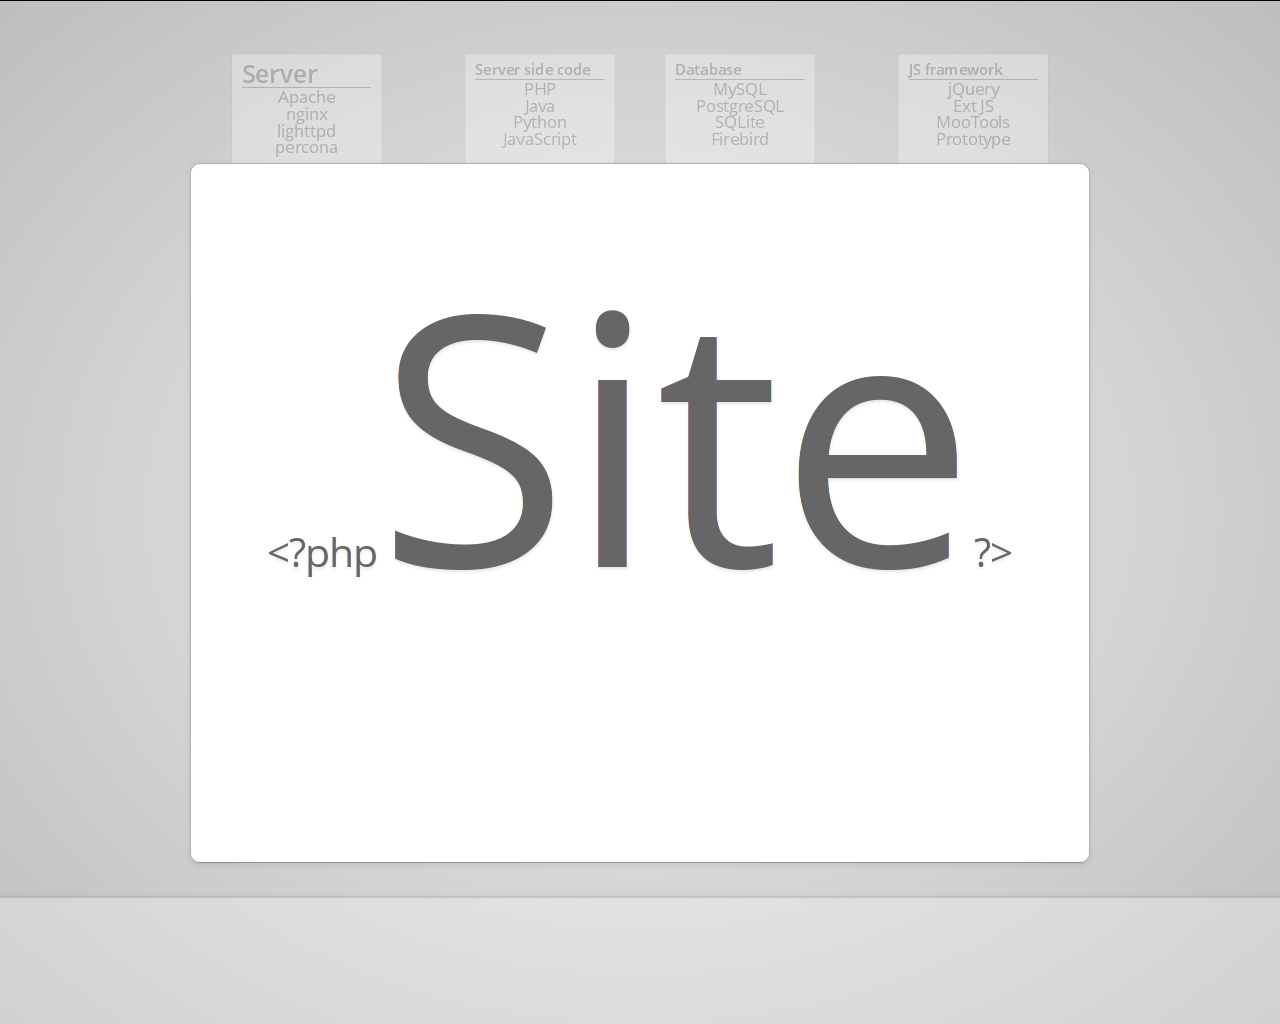 Server
Apache
nginx
lighttpd
percona
Server side code
PHP
Java
Python
JavaScript
Database
MySQL
PostgreSQL
SQLite
Firebird
JS framework
jQuery
Ext JS
MooTools
Prototype
<?php Site ?>